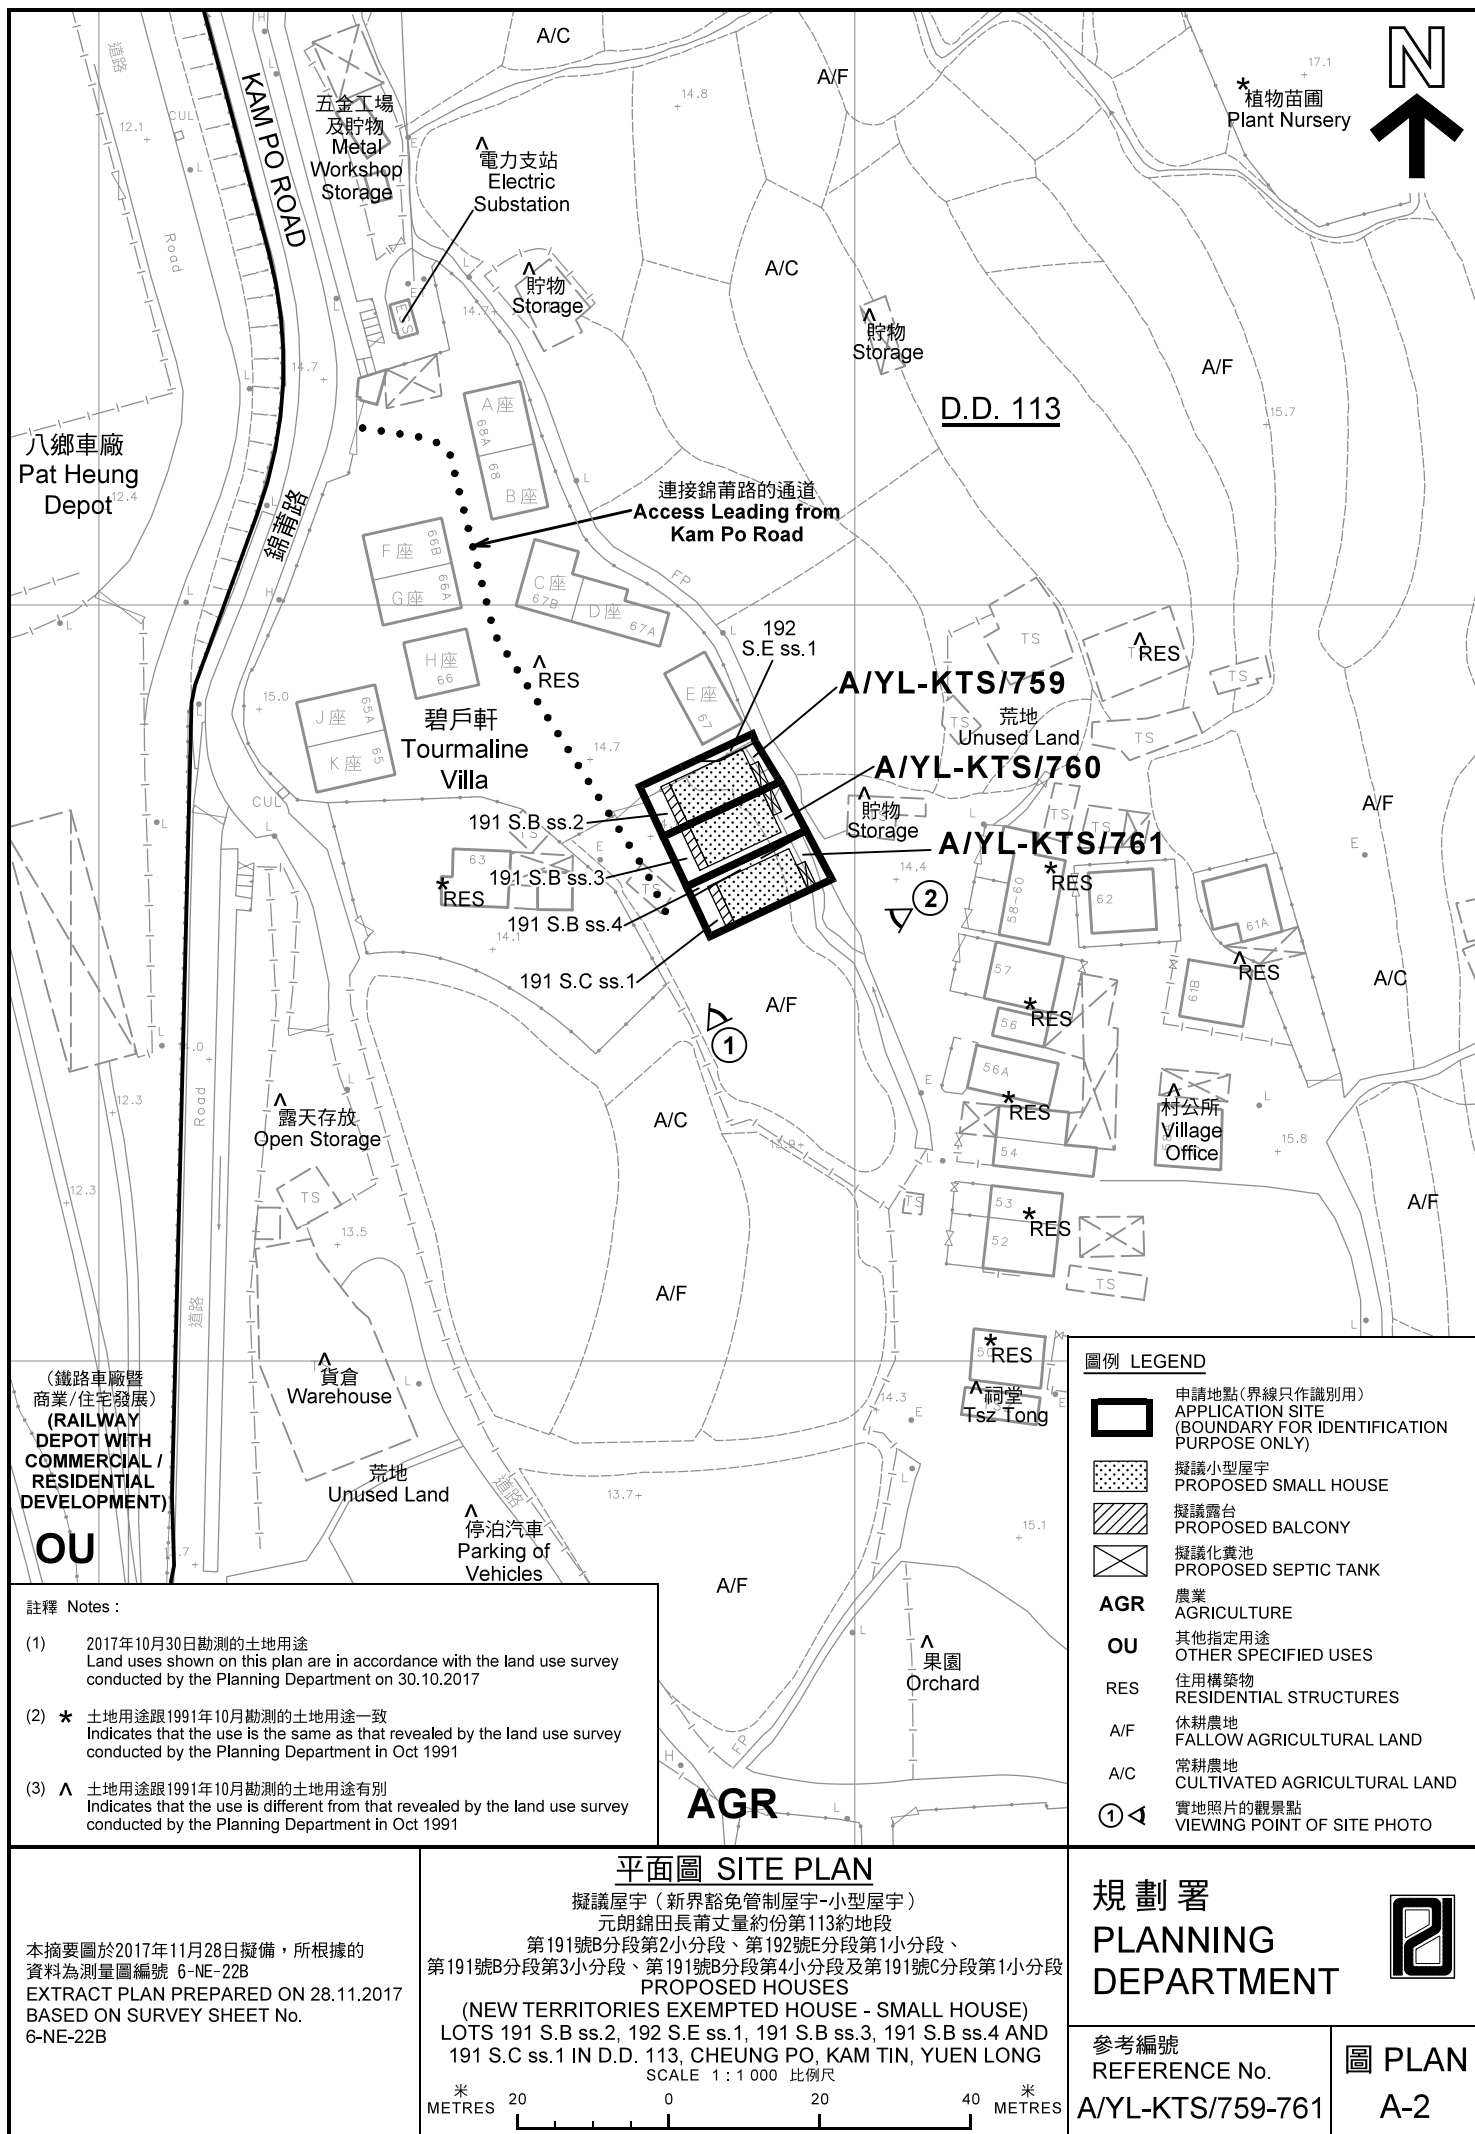 A/C
A/F
14.8
17.1
*
植物苗圃
Plant Nursery
N
道路
12.1
CUL
KAM PO ROAD
五金工場
及貯物
Metal
Workshop
Storage
^
電力支站
Electric
Substation
Road
ESS
14.7
^
貯物
Storage
A/C
^
貯物
Storage
A/F
14.7
D.D. 113
15.7
八鄉車廠
Pat Heung
Depot
12.4
錦莆路
A座
68A
68
B座
連接錦莆路的通道
Access Leading from
Kam Po Road
F座
66B
G座
66A
C座
67B
D座
67A
FP
H座
66
^
RES
192
S.E ss.1
E座
67
TS
^
RES
TS
15.0
J座
65A
K座
65
碧戶軒
Tourmaline
Villa
14.7
A/YL-KTS/759
荒地
Unused Land
TS
TS
A/YL-KTS/760
CUL
191 S.B ss.2
^
貯物
Storage
TS
TS
A/F
A/YL-KTS/761
63
*
RES
TS
191 S.B ss.3
TS
14.4
2
58-60
*
RES
62
61A
^
RES
191 S.B ss.4
14.1
191 S.C ss.1
57
*
RES
61B
A/C
A/F
1
56
56A
*
RES
Road
12.3
^
露天存放
Open Storage
A/C
13.9
54
^
村公所
Village
Office
15.8
12.3
TS
13.5
TS
53
*
RES
52
TS
A/F
道路
A/F
50
*
RES
^
祠堂
Tsz Tong
14.3
^
貨倉
Warehouse
(鐵路車廠暨
商業/住宅發展)
(RAILWAY
DEPOT WITH
COMMERCIAL /
RESIDENTIAL
DEVELOPMENT)
OU
荒地
Unused Land
道路
13.7
^
停泊汽車
Parking of
Vehicles
15.1
A/F
^
果園
Orchard
FP
AGR
圖例 LEGEND
申請地點(界線只作識別用)
APPLICATION SITE
(BOUNDARY FOR IDENTIFICATION
PURPOSE ONLY)
擬議小型屋宇
PROPOSED SMALL HOUSE
擬議露台
PROPOSED BALCONY
擬議化糞池
PROPOSED SEPTIC TANK
AGR 農業
AGRICULTURE
OU 其他指定用途
OTHER SPECIFIED USES
RES 住用構築物
RESIDENTIAL STRUCTURES
A/F 休耕農地
FALLOW AGRICULTURAL LAND
A/C 常耕農地
CULTIVATED AGRICULTURAL LAND
1 實地照片的觀景點
VIEWING POINT OF SITE PHOTO
註釋 Notes :
(1) 2017年10月30日勘測的土地用途
Land uses shown on this plan are in accordance with the land use survey
conducted by the Planning Department on 30.10.2017
(2) * 土地用途跟1991年10月勘測的土地用途一致
Indicates that the use is the same as that revealed by the land use survey
conducted by the Planning Department in Oct 1991
(3) ^ 土地用途跟1991年10月勘測的土地用途有別
Indicates that the use is different from that revealed by the land use survey
conducted by the Planning Department in Oct 1991
本摘要圖於2017年11月28日擬備，所根據的
資料為測量圖編號 6-NE-22B
EXTRACT PLAN PREPARED ON 28.11.2017
BASED ON SURVEY SHEET No.
6-NE-22B
平面圖 SITE PLAN
擬議屋宇（新界豁免管制屋宇-小型屋宇）
元朗錦田長莆丈量約份第113約地段
第191號B分段第2小分段、第192號E分段第1小分段、
第191號B分段第3小分段、第191號B分段第4小分段及第191號C分段第1小分段
PROPOSED HOUSES
(NEW TERRITORIES EXEMPTED HOUSE - SMALL HOUSE)
LOTS 191 S.B ss.2, 192 S.E ss.1, 191 S.B ss.3, 191 S.B ss.4 AND
191 S.C ss.1 IN D.D. 113, CHEUNG PO, KAM TIN, YUEN LONG
SCALE 1 : 1 000 比例尺
米
METRES 20 0 20 40 米
METRES
規劃署
PLANNING
DEPARTMENT
參考編號
REFERENCE No.
A/YL-KTS/759-761
圖 PLAN
A-2